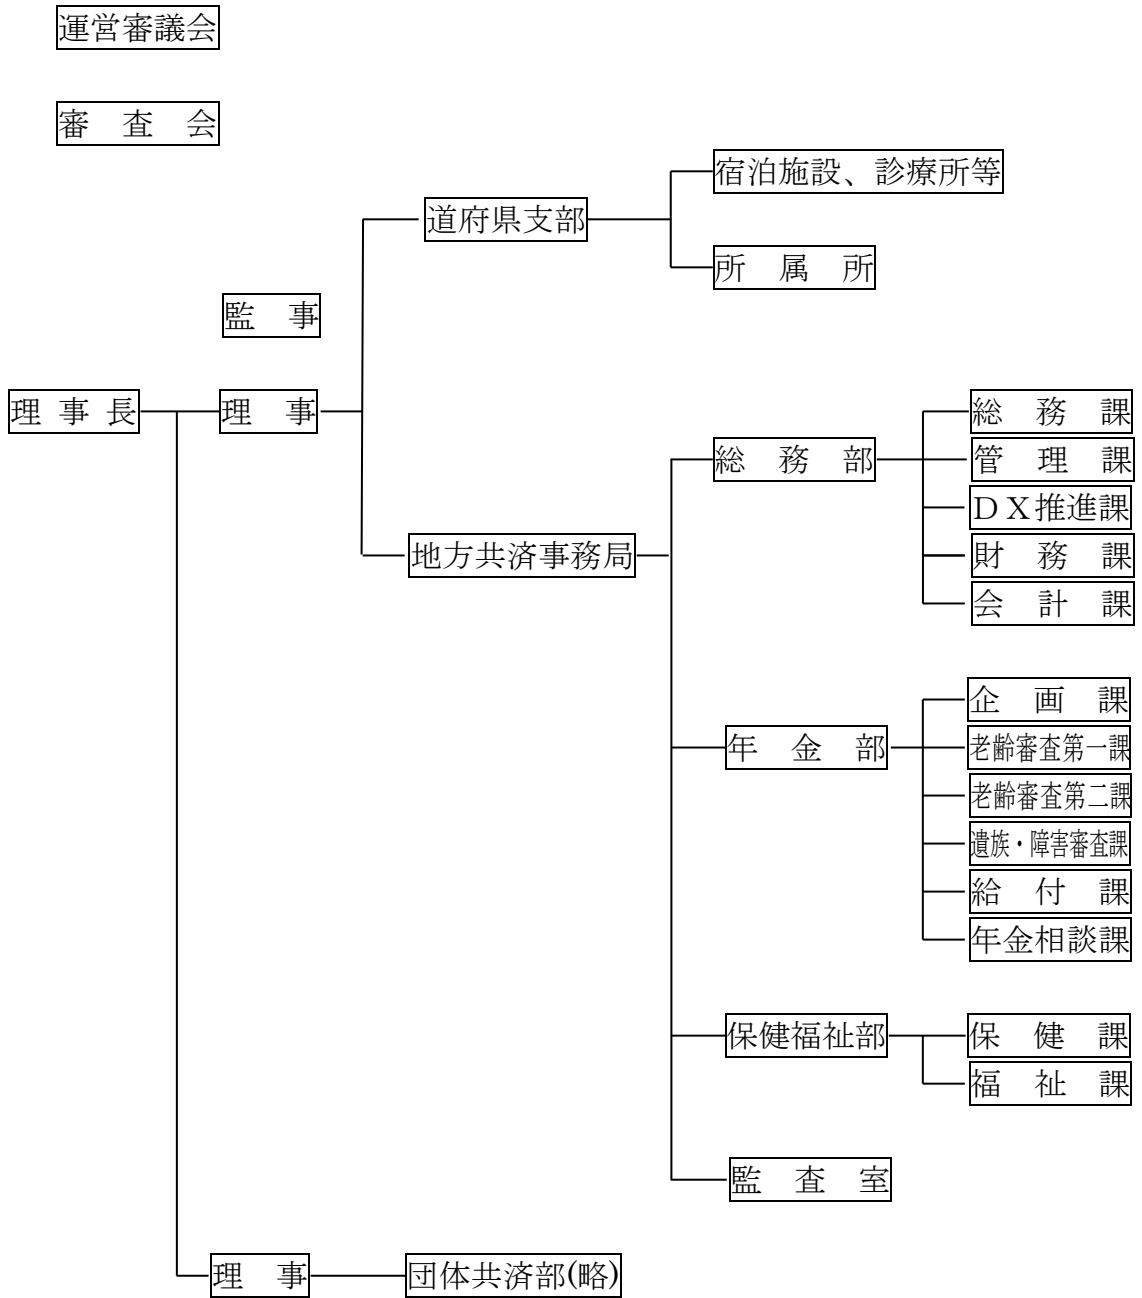 運営審議会
審　査　会
宿泊施設、診療所等
道府県支部
所　属　所
監　事
理 事 長
理　事
総　務　課
総　務　部
管　理　課
ＤＸ推進課
地方共済事務局
財　務　課
会　計　課
企　画　課
年　金　部
老齢審査第一課
老齢審査第二課
遺族・障害審査課
給　付　課
年金相談課
保健福祉部
保　健　課
福　祉　課
監　査　室
理　事
団体共済部(略)